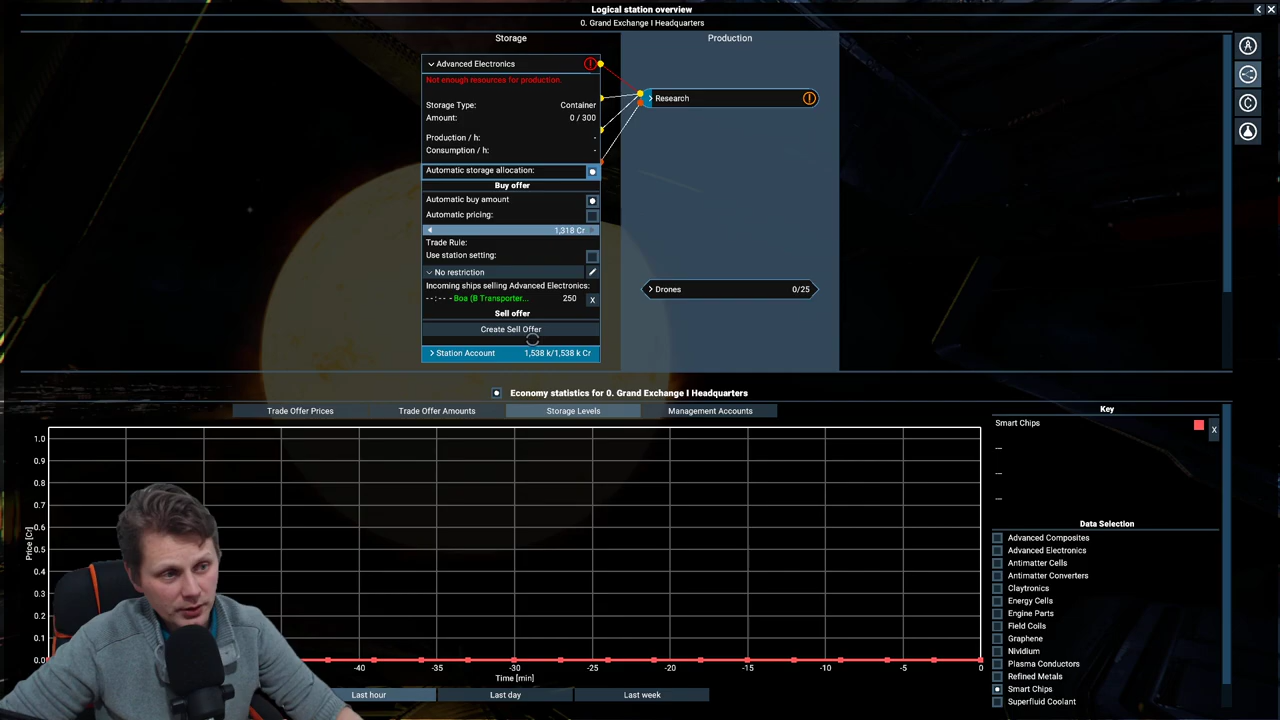 Logical station overview
0. Grand Exchange I Headquarters
Storage
Production
Advanced Electronics
Not enough resources for production.
Storage Type: Container
Amount: 0 / 300
Production / h: -
Consumption / h: -
Automatic storage allocation:
Buy offer
Automatic buy amount
Automatic pricing:
1,318 Cr
Trade Rule:
Use station setting:
No restriction
Incoming ships selling Advanced Electronics:
--:-- - Boa (B Transporter... 250 X
Sell offer
Create Sell Offer
Station Account 1,538 k/1,538 k Cr
Research
Drones 0/25
Economy statistics for 0. Grand Exchange I Headquarters
Trade Offer Prices Trade Offer Amounts Storage Levels Management Accounts
1.0
0.9
0.8
0.7
0.6
0.5
0.4
0.3
0.2
0.1
0.0
Price [Cr]
-40 -35 -30 -25 -20 -15 -10 -5 0
Time [min]
Last hour Last day Last week
Key
Smart Chips X
---
---
---
Data Selection
Advanced Composites
Advanced Electronics
Antimatter Cells
Antimatter Converters
Claytronics
Energy Cells
Engine Parts
Field Coils
Graphene
Nividium
Plasma Conductors
Refined Metals
Smart Chips
Superfluid Coolant